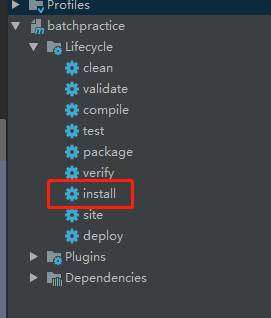 Profiles
batchpractice
Lifecycle
clean
validate
compile
test
package
verify
install
site
deploy
Plugins
Dependencies